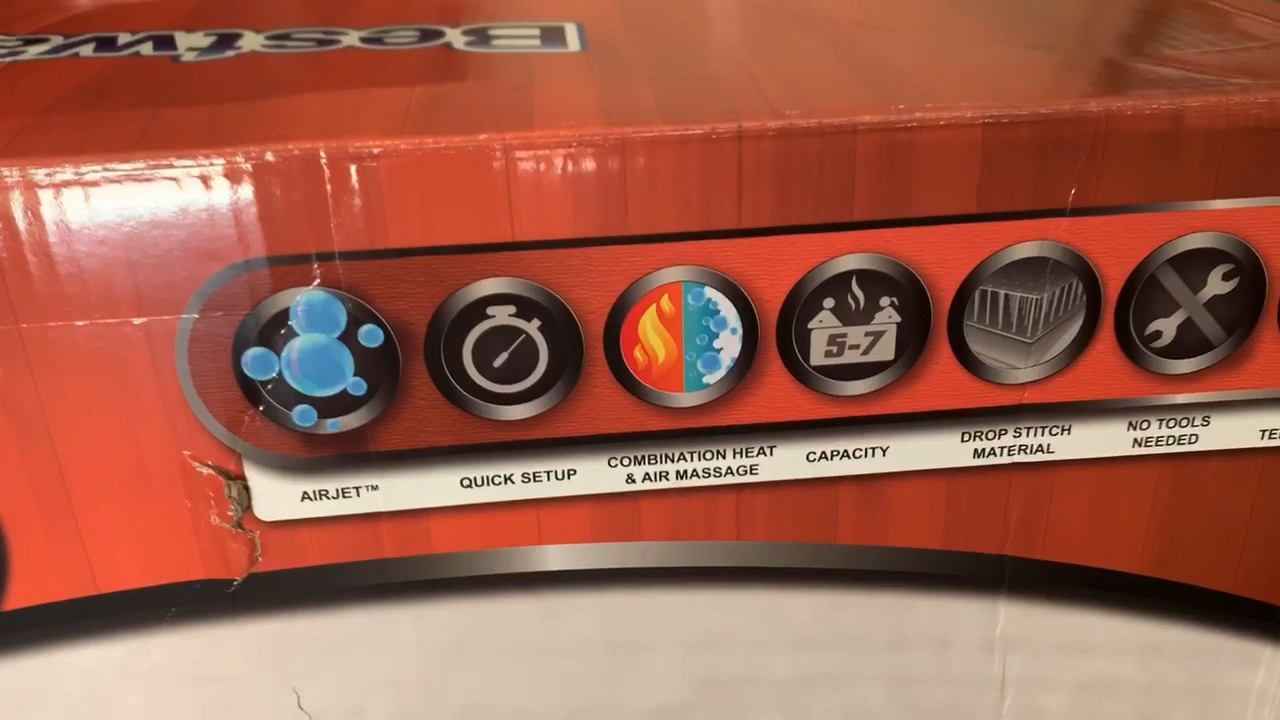 5-7
AIRJET™
QUICK SETUP
COMBINATION HEAT
& AIR MASSAGE
CAPACITY
DROP STITCH
MATERIAL
NO TOOLS
NEEDED